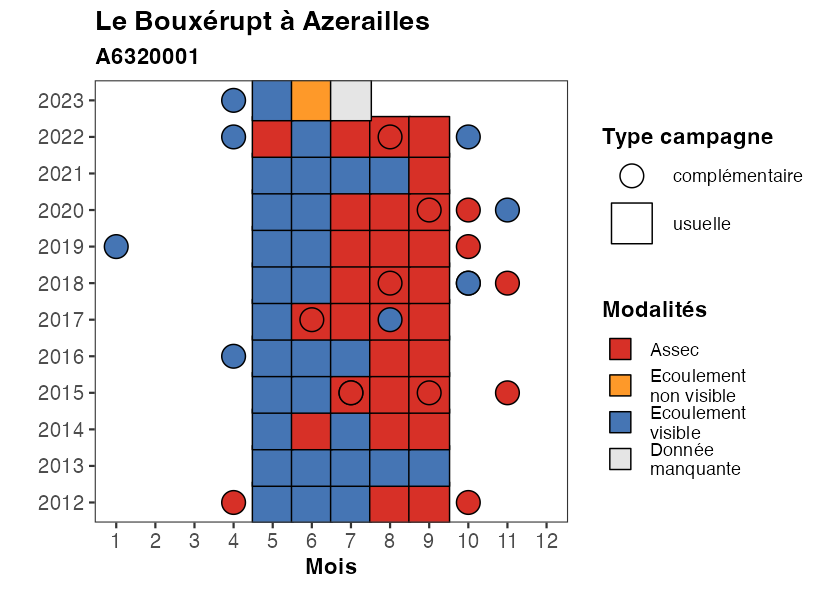 Le Bouxérupt à Azerailles
A6320001
2023
2022
2021
2020
2019
2018
2017
2016
2015
2014
2013
2012
1 2 3 4 5 6 7 8 9 10 11 12
Mois
Type campagne
complémentaire
usuelle
Modalités
Assec
Ecoulement
non visible
Ecoulement
visible
Donnée
manquante